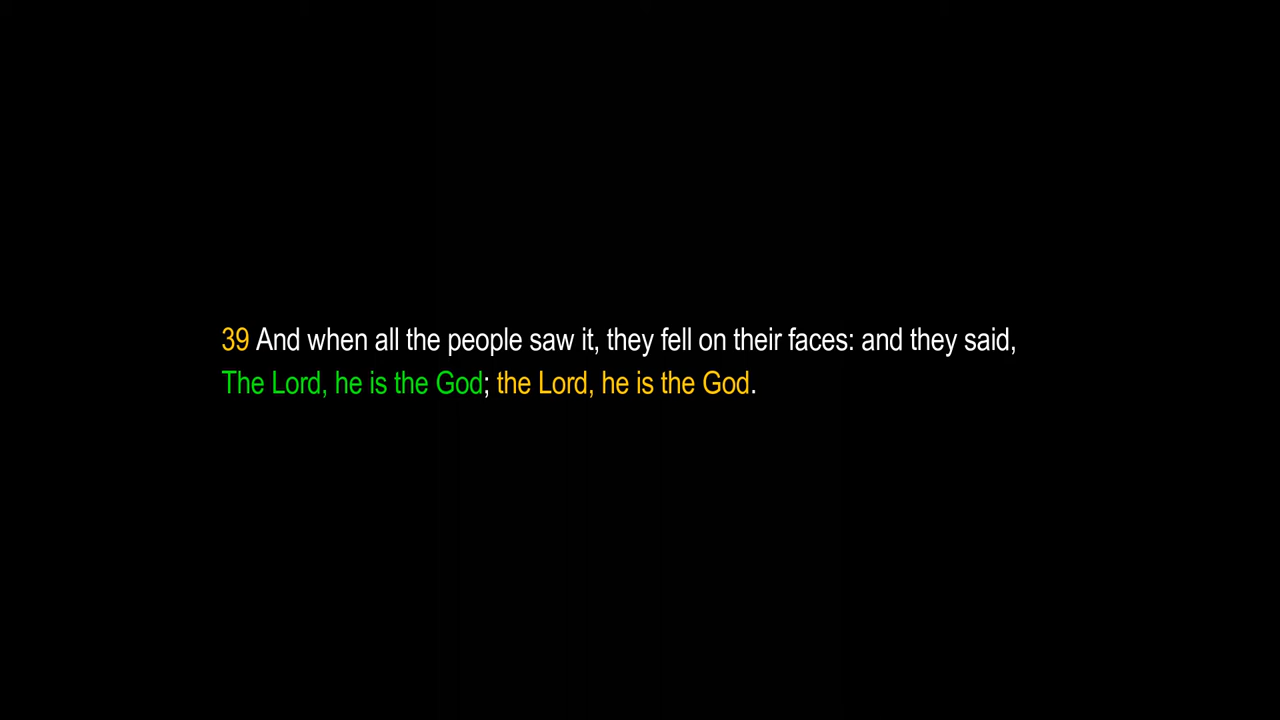 39 And when all the people saw it, they fell on their faces: and they said,
The Lord, he is the God; the Lord, he is the God.